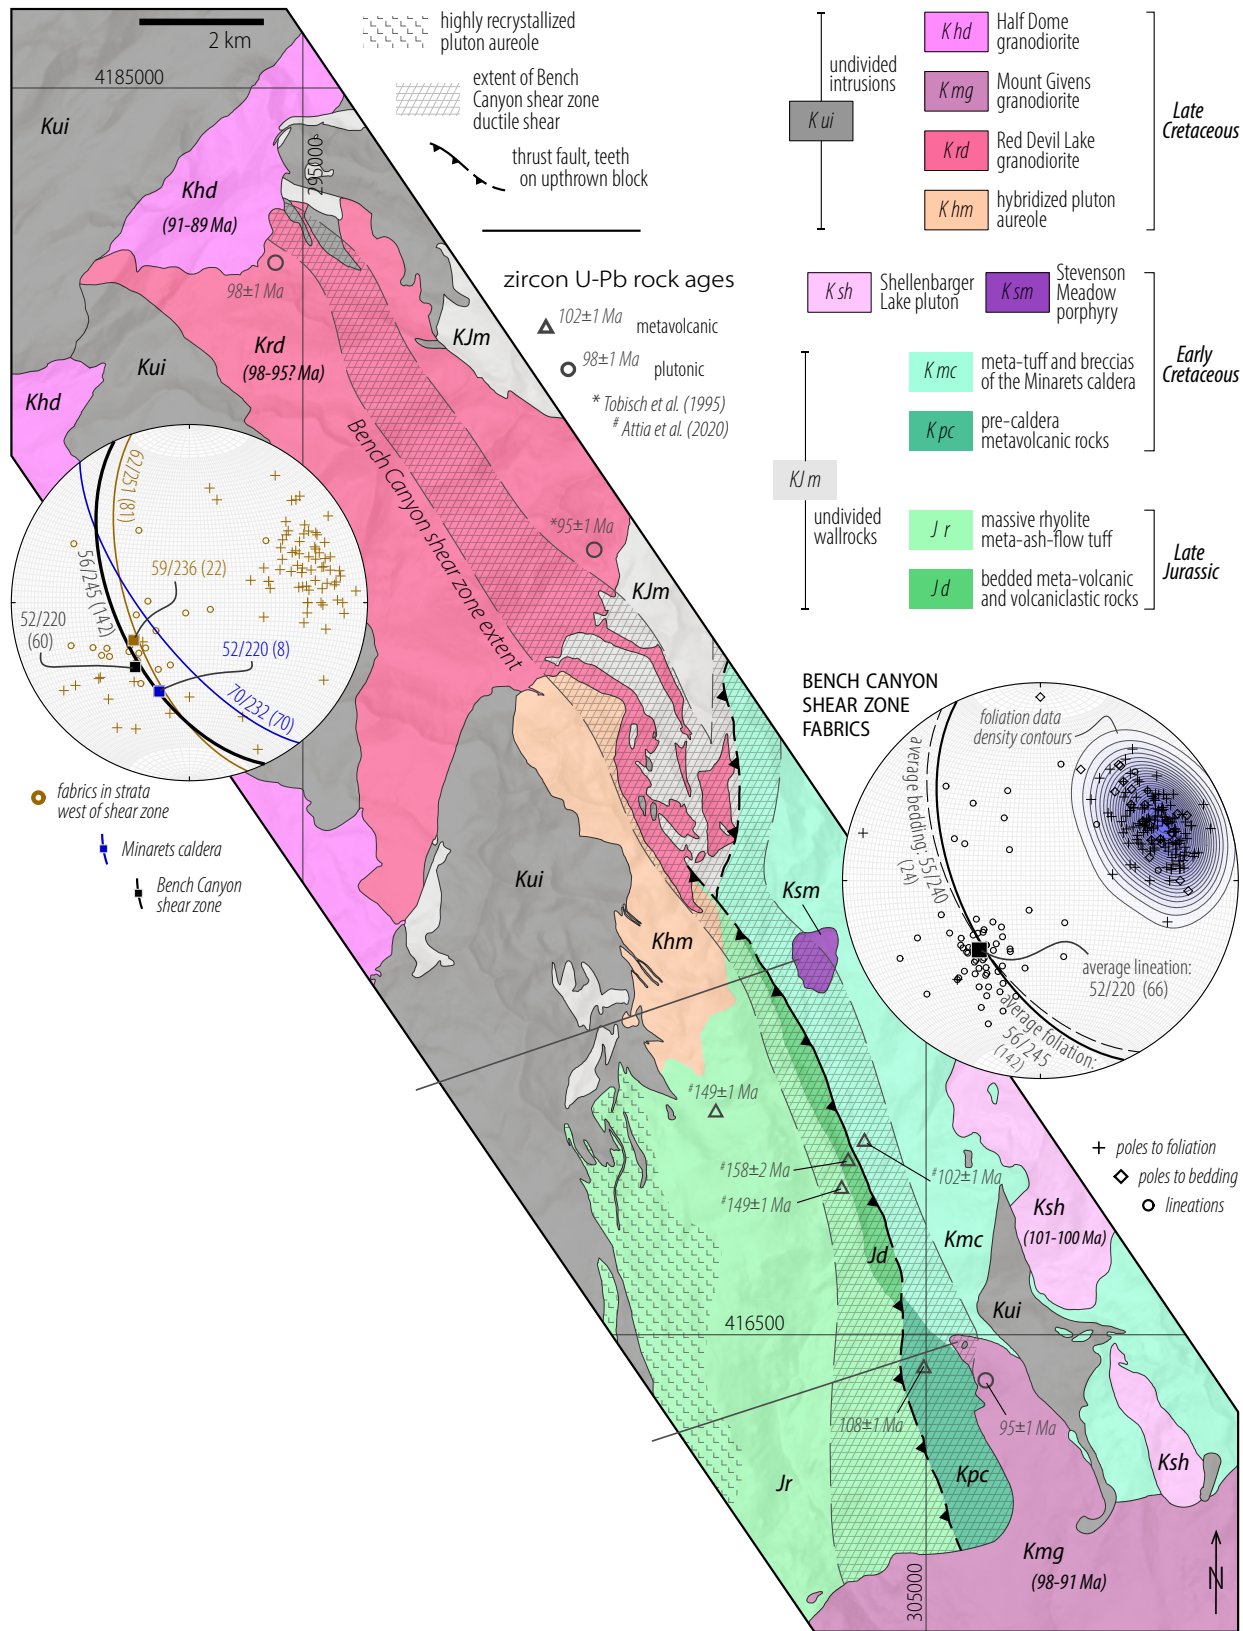 2 km
4185000
295000
Kui
Khd
(91-89 Ma)
98±1 Ma
Krd
(98-95? Ma)
KJm
Kui
Khd
Bench Canyon shear zone extent
*95±1 Ma
KJm
highly recrystallized
pluton aureole
extent of Bench
Canyon shear zone
ductile shear
thrust fault, teeth
on upthrown block
zircon U-Pb rock ages
102±1 Ma metavolcanic
98±1 Ma plutonic
* Tobisch et al. (1995)
# Attia et al. (2020)
undivided
intrusions
Kui
Khd
Half Dome
granodiorite
Kmg
Mount Givens
granodiorite
Krd
Red Devil Lake
granodiorite
Khm
hybridized pluton
aureole
Late
Cretaceous
Ksh
Shellenbarger
Lake pluton
Ksm
Stevenson
Meadow
porphyry
Kmc
meta-tuff and breccias
of the Minarets caldera
Kpc
pre-caldera
metavolcanic rocks
Early
Cretaceous
KJm
undivided
wallrocks
Jr
massive rhyolite
meta-ash-flow tuff
Jd
bedded meta-volcanic
and volcaniclastic rocks
Late
Jurassic
62/251 (81)
56/245 (142)
59/236 (22)
52/220
(60)
52/220 (8)
70/232 (70)
fabrics in strata
west of shear zone
Minarets caldera
Bench Canyon
shear zone
BENCH CANYON
SHEAR ZONE
FABRICS
foliation data
density contours
average bedding: 55/240
(24)
average lineation:
52/220 (66)
average foliation:
56/245
(142)
poles to foliation
poles to bedding
lineations
Kui
Ksm
Khm
#149±1 Ma
#158±2 Ma
#149±1 Ma
#102±1 Ma
Ksh
(101-100 Ma)
Kmc
Jd
Kui
416500
108±1 Ma
95±1 Ma
Kpc
Jr
Ksh
Kmg
(98-91 Ma)
305000
N